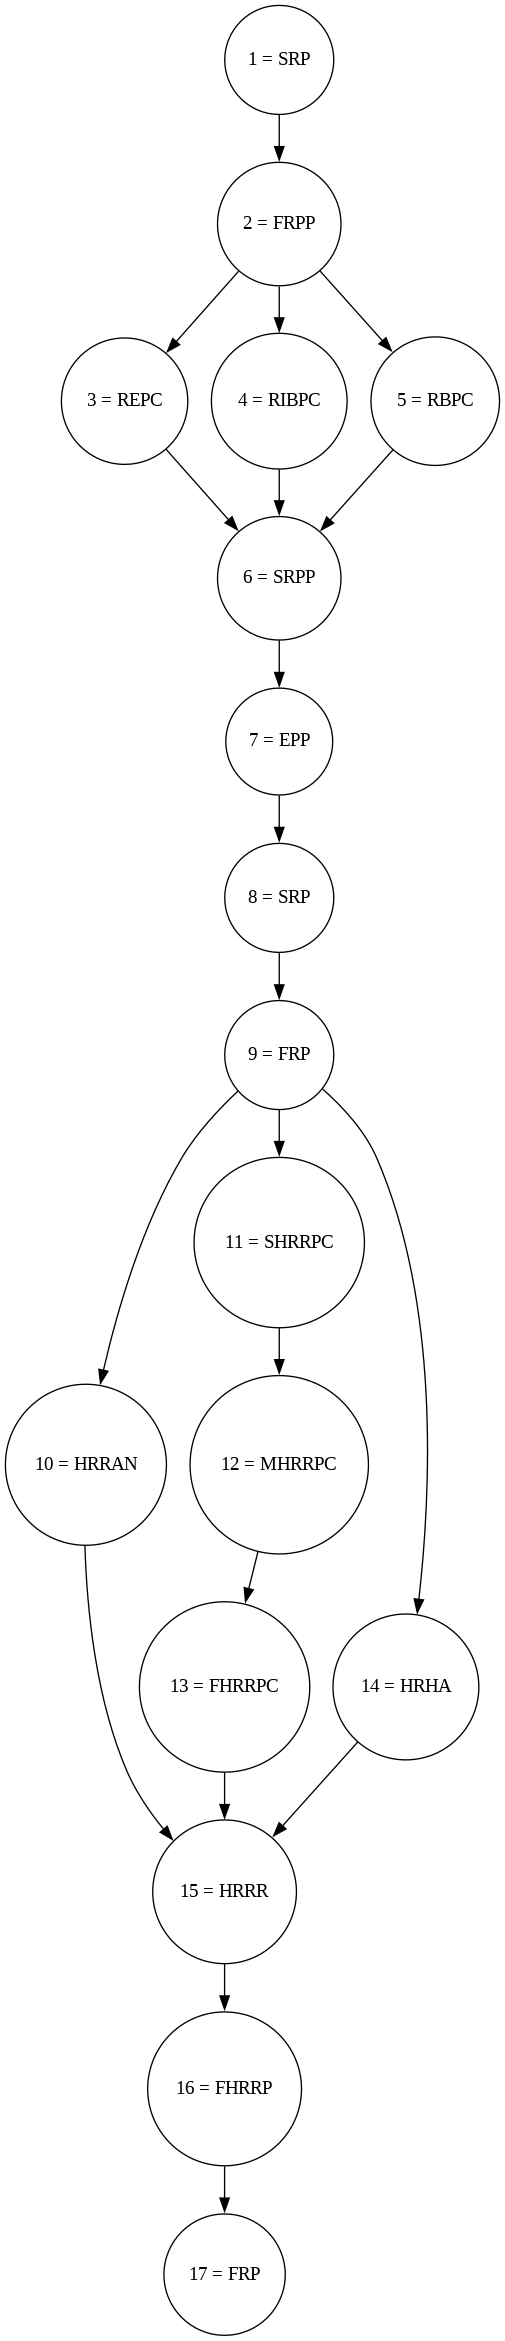 1 = SRP
2 = FRPP
3 = REPC
4 = RIBPC
5 = RBPC
6 = SRPP
7 = EPP
8 = SRP
9 = FRP
11 = SHRRPC
10 = HRRAN
12 = MHRRPC
13 = FHRRPC
14 = HRHA
15 = HRRR
16 = FHRRP
17 = FRP